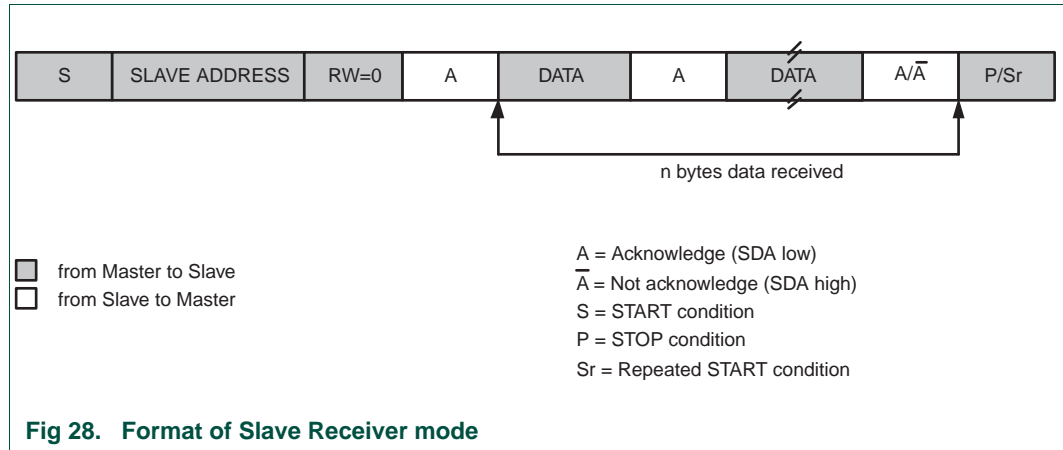 S SLAVE ADDRESS RW=0 A DATA A DATA A/A̅ P/Sr
n bytes data received
from Master to Slave
from Slave to Master
A = Acknowledge (SDA low)
A̅ = Not acknowledge (SDA high)
S = START condition
P = STOP condition
Sr = Repeated START condition
Fig 28. Format of Slave Receiver mode